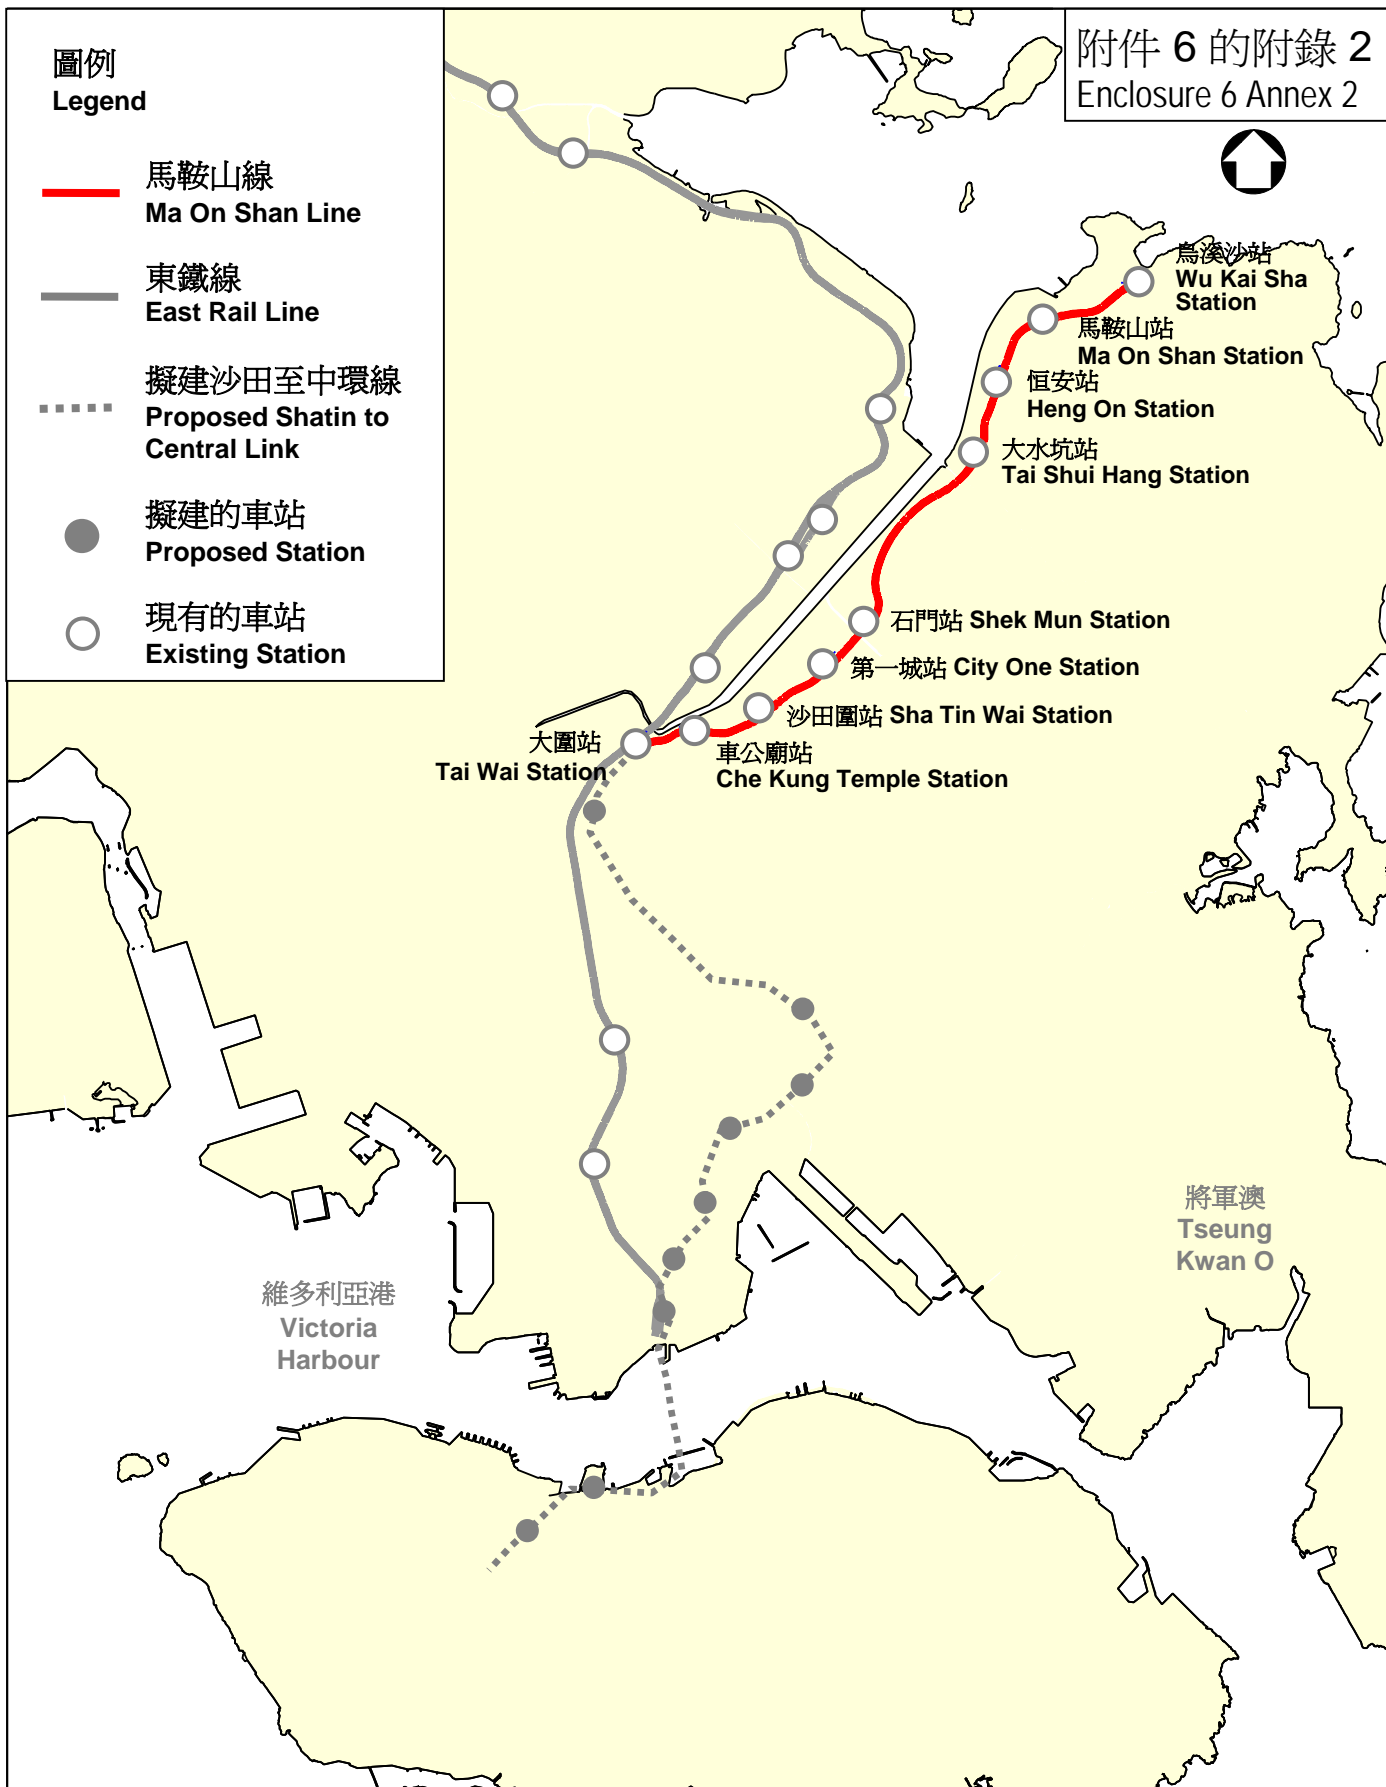 圖例
Legend
馬鞍山線
Ma On Shan Line
東鐵線
East Rail Line
擬建沙田至中環線
Proposed Shatin to
Central Link
擬建的車站
Proposed Station
現有的車站
Existing Station
附件 6 的附錄 2
Enclosure 6 Annex 2
烏溪沙站
Wu Kai Sha
Station
馬鞍山站
Ma On Shan Station
恒安站
Heng On Station
大水坑站
Tai Shui Hang Station
石門站 Shek Mun Station
第一城站 City One Station
沙田圍站 Sha Tin Wai Station
車公廟站
Che Kung Temple Station
大圍站
Tai Wai Station
將軍澳
Tseung
Kwan O
維多利亞港
Victoria
Harbour